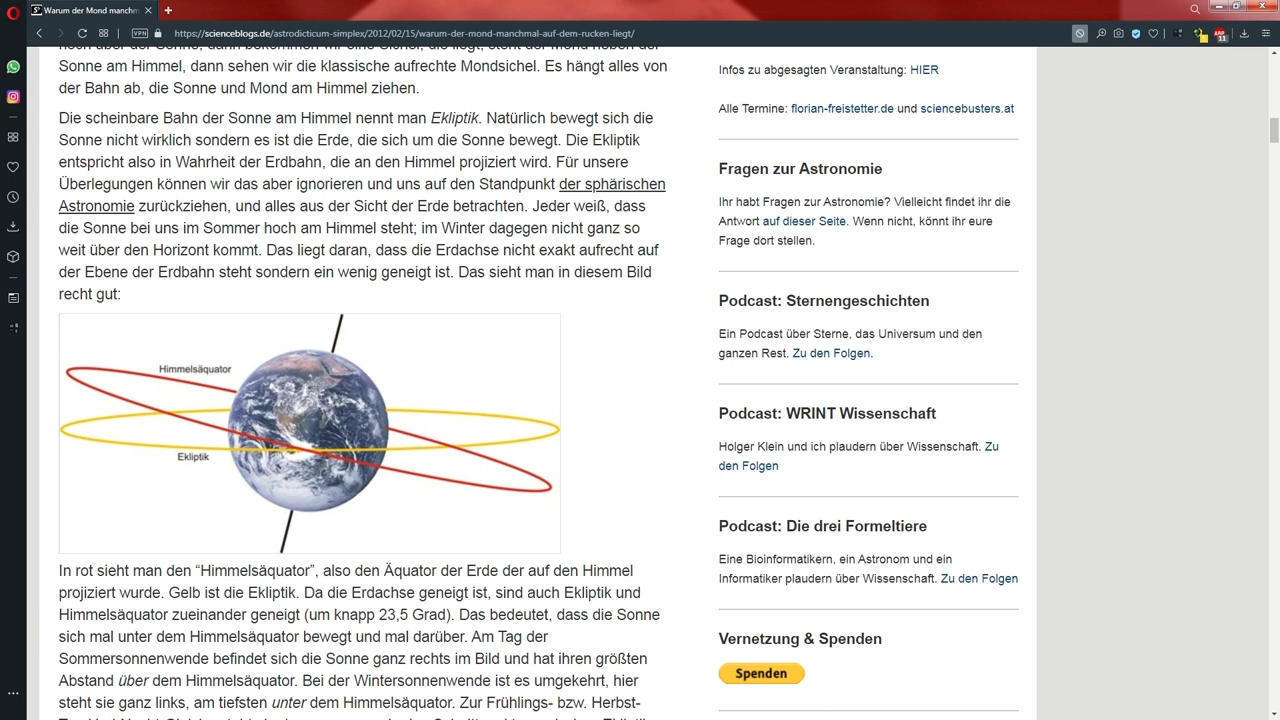 Warum der Mond manchm
VPN
https://scienceblogs.de/astrodicticum-simplex/2012/02/15/warum-der-mond-manchmal-auf-dem-rucken-liegt/
11
Sonne am Himmel, dann sehen wir die klassische aufrechte Mondsichel. Es hängt alles von
der Bahn ab, die Sonne und Mond am Himmel ziehen.
Die scheinbare Bahn der Sonne am Himmel nennt man Ekliptik. Natürlich bewegt sich die
Sonne nicht wirklich sondern es ist die Erde, die sich um die Sonne bewegt. Die Ekliptik
entspricht also in Wahrheit der Erdbahn, die an den Himmel projiziert wird. Für unsere
Überlegungen können wir das aber ignorieren und uns auf den Standpunkt der sphärischen
Astronomie zurückziehen, und alles aus der Sicht der Erde betrachten. Jeder weiß, dass
die Sonne bei uns im Sommer hoch am Himmel steht; im Winter dagegen nicht ganz so
weit über den Horizont kommt. Das liegt daran, dass die Erdachse nicht exakt aufrecht auf
der Ebene der Erdbahn steht sondern ein wenig geneigt ist. Das sieht man in diesem Bild
recht gut:
Himmelsäquator
Ekliptik
In rot sieht man den “Himmelsäquator”, also den Äquator der Erde der auf den Himmel
projiziert wurde. Gelb ist die Ekliptik. Da die Erdachse geneigt ist, sind auch Ekliptik und
Himmelsäquator zueinander geneigt (um knapp 23,5 Grad). Das bedeutet, dass die Sonne
sich mal unter dem Himmelsäquator bewegt und mal darüber. Am Tag der
Sommersonnenwende befindet sich die Sonne ganz rechts im Bild und hat ihren größten
Abstand über dem Himmelsäquator. Bei der Wintersonnenwende ist es umgekehrt, hier
steht sie ganz links, am tiefsten unter dem Himmelsäquator. Zur Frühlings- bzw. Herbst-
Infos zu abgesagten Veranstaltung: HIER
Alle Termine: florian-freistetter.de und sciencebusters.at
Fragen zur Astronomie
Ihr habt Fragen zur Astronomie? Vielleicht findet ihr die
Antwort auf dieser Seite. Wenn nicht, könnt ihr eure
Frage dort stellen.
Podcast: Sternengeschichten
Ein Podcast über Sterne, das Universum und den
ganzen Rest. Zu den Folgen.
Podcast: WRINT Wissenschaft
Holger Klein und ich plaudern über Wissenschaft. Zu
den Folgen
Podcast: Die drei Formeltiere
Eine Bioinformatikern, ein Astronom und ein
Informatiker plaudern über Wissenschaft. Zu den Folgen
Vernetzung & Spenden
Spenden